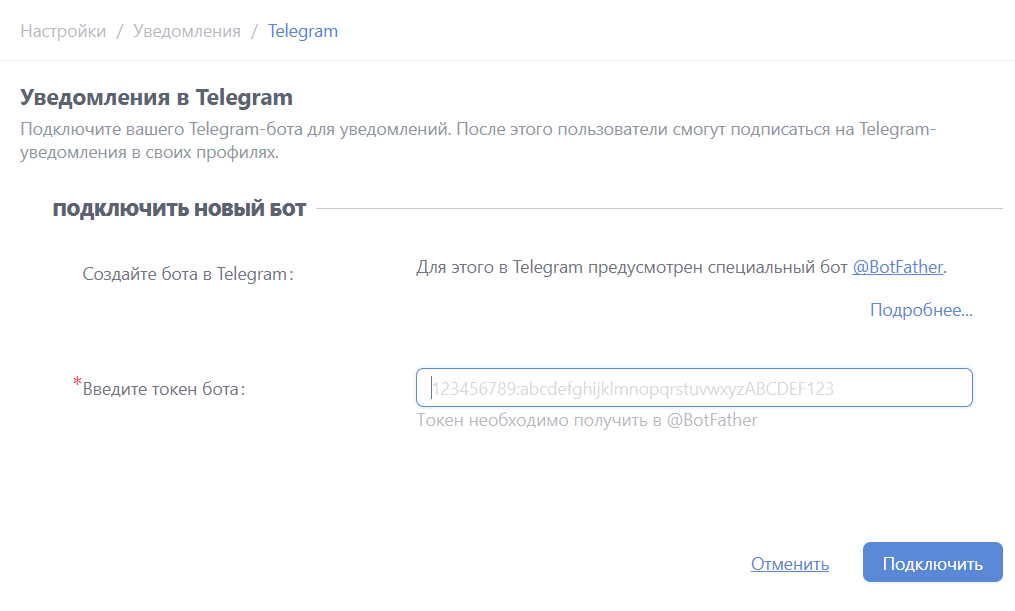 Настройки / Уведомления / Telegram
Уведомления в Telegram
Подключите вашего Telegram-бота для уведомлений. После этого пользователи смогут подписаться на Telegram-
уведомления в своих профилях.
ПОДКЛЮЧИТЬ НОВЫЙ БОТ
Создайте бота в Telegram:
Для этого в Telegram предусмотрен специальный бот @BotFather.
Подробнее...
*Введите токен бота:
123456789:abcdefghijklmnopqrstuvwxyzABCDEF123
Токен необходимо получить в @BotFather
Отменить
Подключить